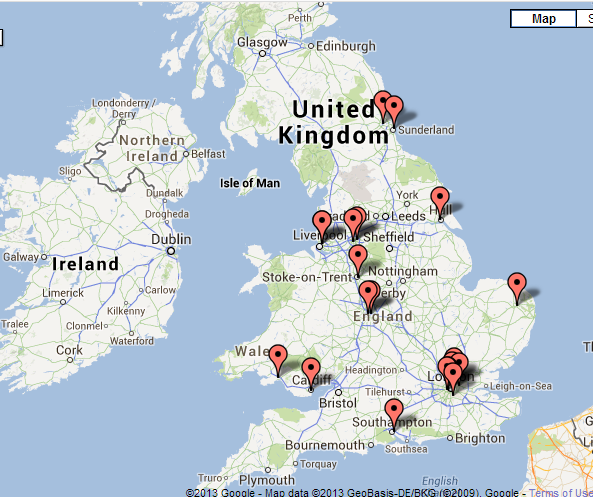 Map
S
Perth
Glasgow
Edinburgh
United
Kingdom
Londonderry /
Derry
Northern
Ireland
Belfast
Sunderland
Sligo
Isle of Man
Dundalk
Drogheda
York
Leeds
Hull
Galway
Dublin
Liverpool
Sheffield
Ireland
Stoke-on-Trent
Nottingham
Derby
Limerick
Carlow
Kilkenny
England
Tralee
Clonmel
Waterford
Wales
Cork
Headington
London
Cardiff
Tilehurst
Leigh-on-Sea
Bristol
Southampton
Bournemouth
Southsea
Brighton
Truro
Torquay
Plymouth
English
©2013 Google - Map data ©2013 GeoBasis-DE/BKG (©2009), Google - Terms of Use